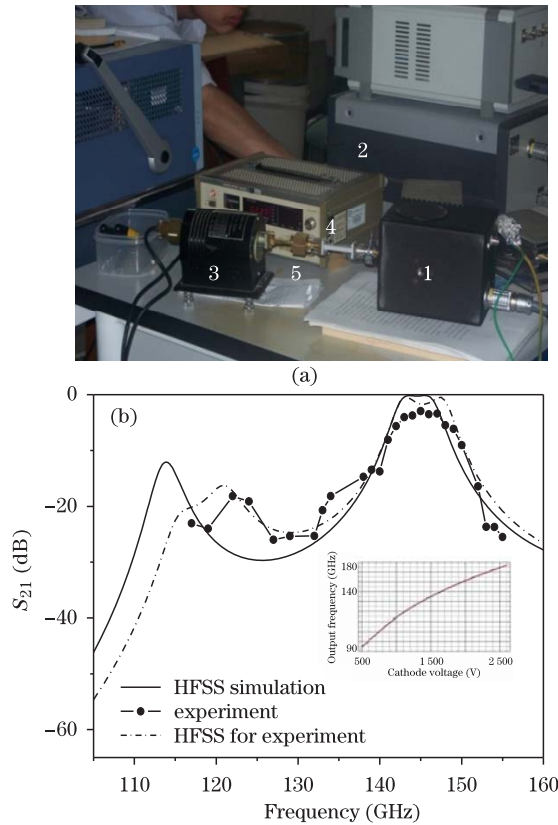 2
4
3
5
1
(a)
(b)
0
−20
−40
−60
S21 (dB)
Output frequency (GHz)
180
140
90
500
1 500
2 500
Cathode voltage (V)
HFSS simulation
experiment
HFSS for experiment
110
120
130
140
150
160
Frequency (GHz)